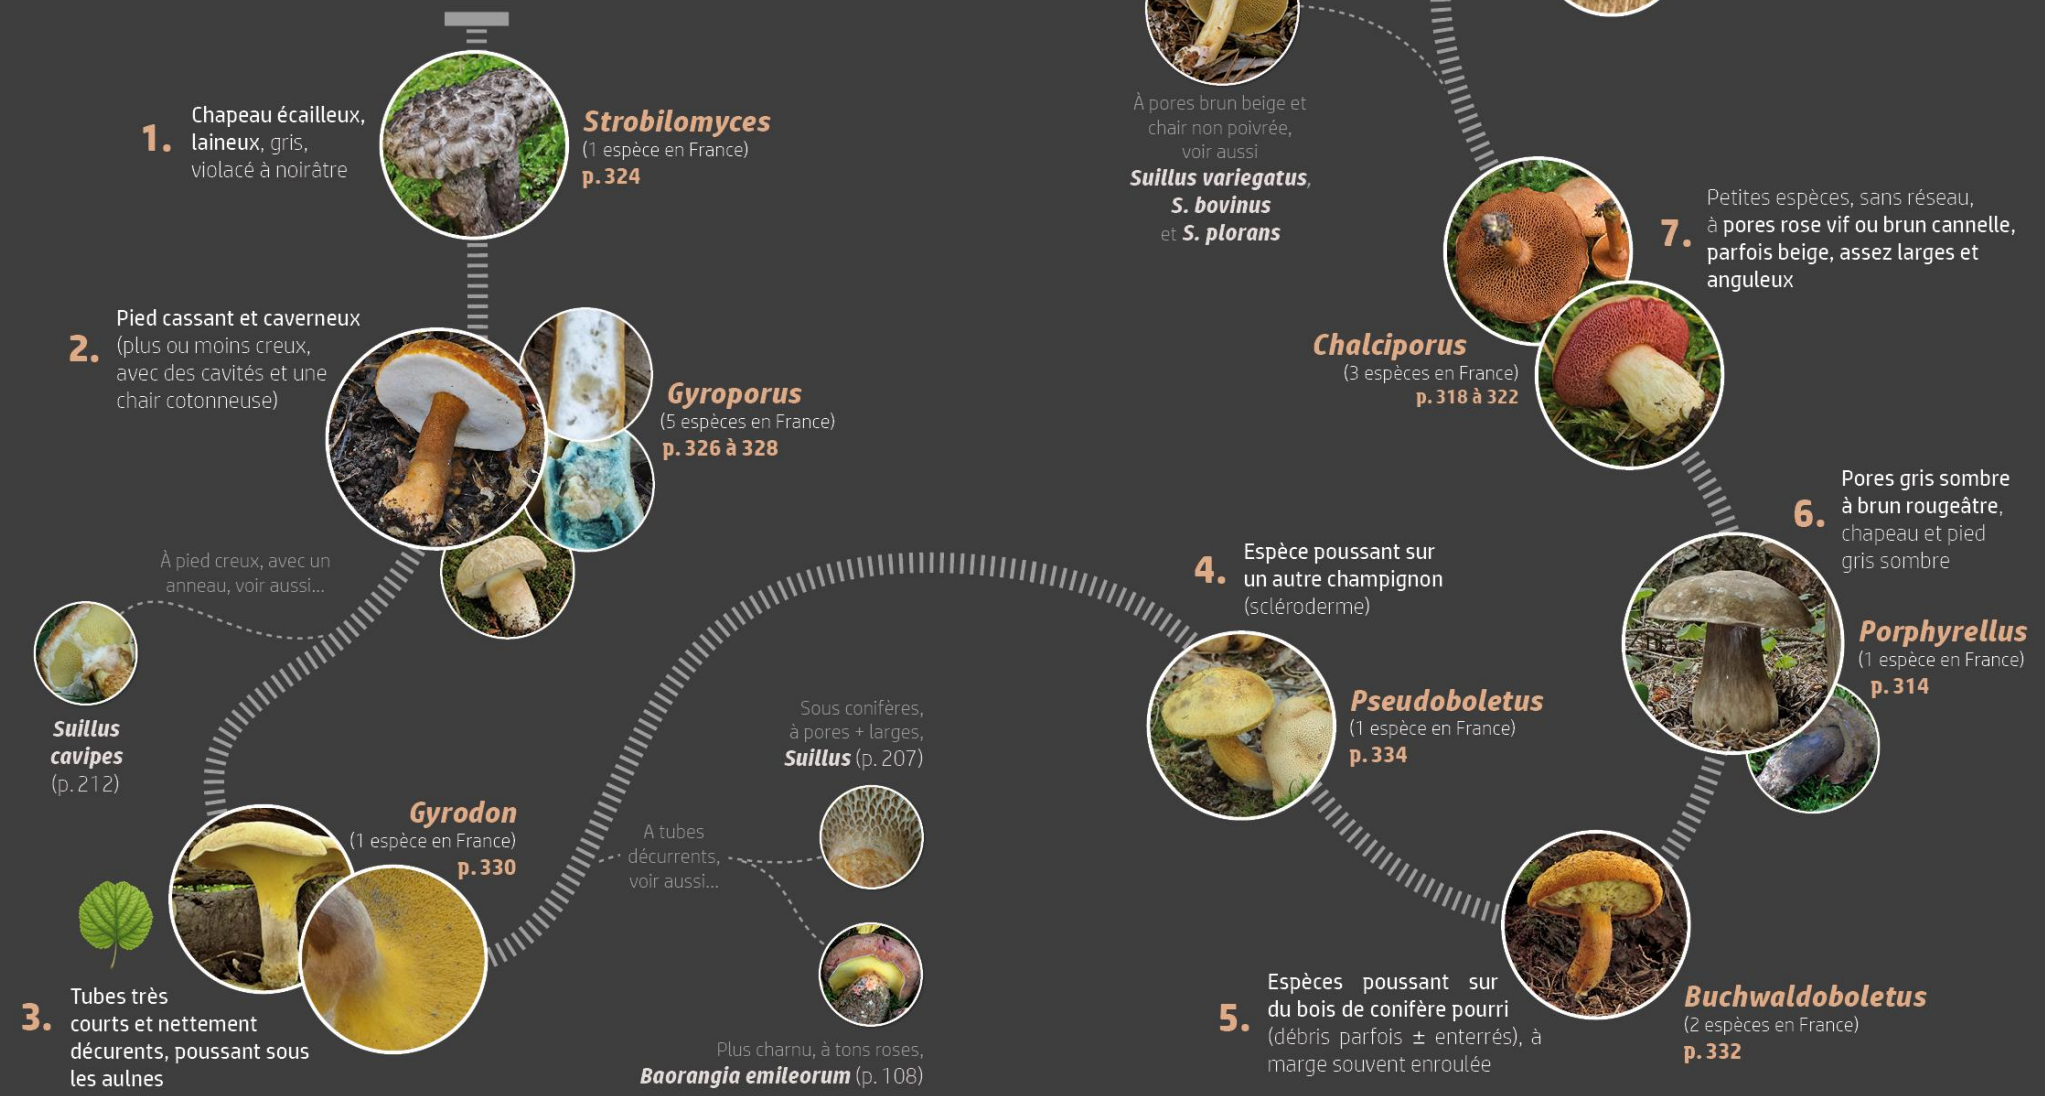 1.
Chapeau écailleux,
laineux, gris,
violacé à noirâtre
Strobilomyces
(1 espèce en France)
p. 324
2.
Pied cassant et caverneux
(plus ou moins creux,
avec des cavités et une
chair cotonneuse)
Gyroporus
(5 espèces en France)
p. 326 à 328
À pied creux, avec un
anneau, voir aussi...
Suillus
cavipes
(p. 212)
Gyrodon
(1 espèce en France)
p. 330
3.
Tubes très
courts et nettement
décurents, poussant sous
les aulnes
A tubes
décurrents,
voir aussi...
Sous conifères,
à pores + larges,
Suillus (p. 207)
Plus charnu, à tons roses,
Baorangia emileorum (p. 108)
4.
Espèce poussant sur
un autre champignon
(scléroderme)
Pseudoboletus
(1 espèce en France)
p. 334
5.
Espèces poussant sur
du bois de conifère pourri
(débris parfois ± enterrés), à
marge souvent enroulée
Buchwaldoboletus
(2 espèces en France)
p. 332
6.
Pores gris sombre
à brun rougeâtre,
chapeau et pied
gris sombre
Porphyrellus
(1 espèce en France)
p. 314
7.
Petites espèces, sans réseau,
à pores rose vif ou brun cannelle,
parfois beige, assez larges et
anguleux
Chalciporus
(3 espèces en France)
p. 318 à 322
À pores brun beige et
chair non poivrée,
voir aussi
Suillus variegatus,
S. bovinus
et S. plorans